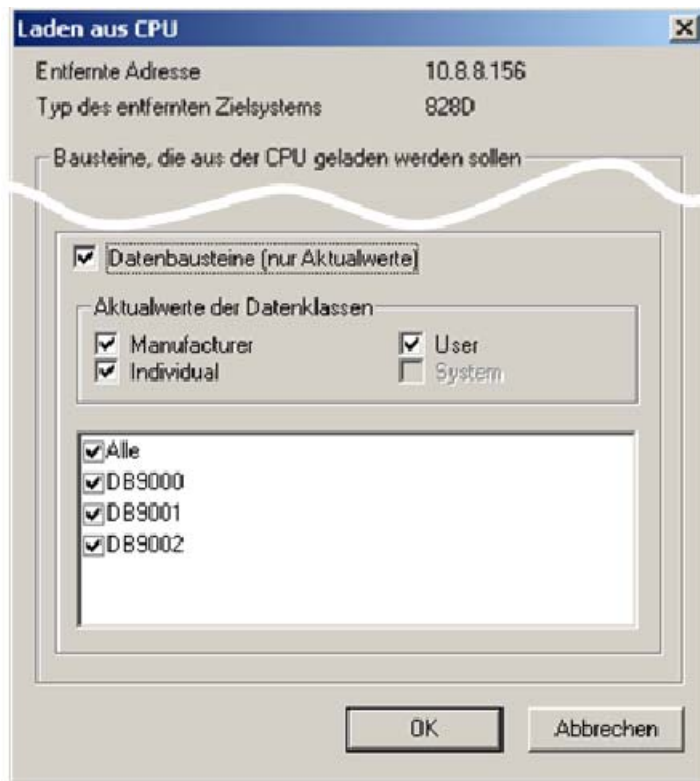 Laden aus CPU
Entfernte Adresse 10.8.8.156
Typ des entfernten Zielsystems 828D
Bausteine, die aus der CPU geladen werden sollen
Datenbausteine (nur Aktualwerte)
Aktualwerte der Datenklassen
Manufacturer User
Individual System
Alle
DB9000
DB9001
DB9002
OK Abbrechen